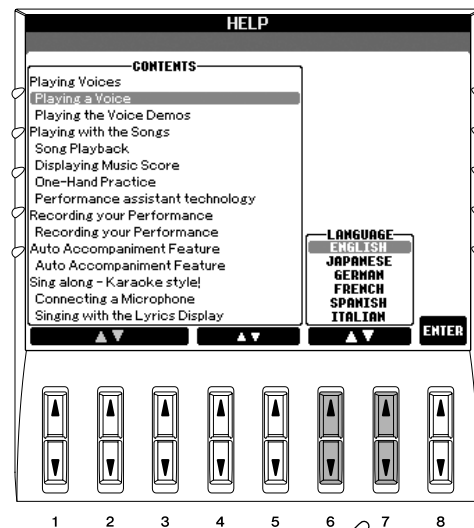 HELP
CONTENTS
Playing Voices
Playing a Voice
Playing the Voice Demos
Playing with the Songs
Song Playback
Displaying Music Score
One-Hand Practice
Performance assistant technology
Recording your Performance
Recording your Performance
Auto Accompaniment Feature
Auto Accompaniment Feature
Sing along - Karaoke style!
Connecting a Microphone
Singing with the Lyrics Display
LANGUAGE
ENGLISH
JAPANESE
GERMAN
FRENCH
SPANISH
ITALIAN
ENTER
1 2 3 4 5 6 7 8